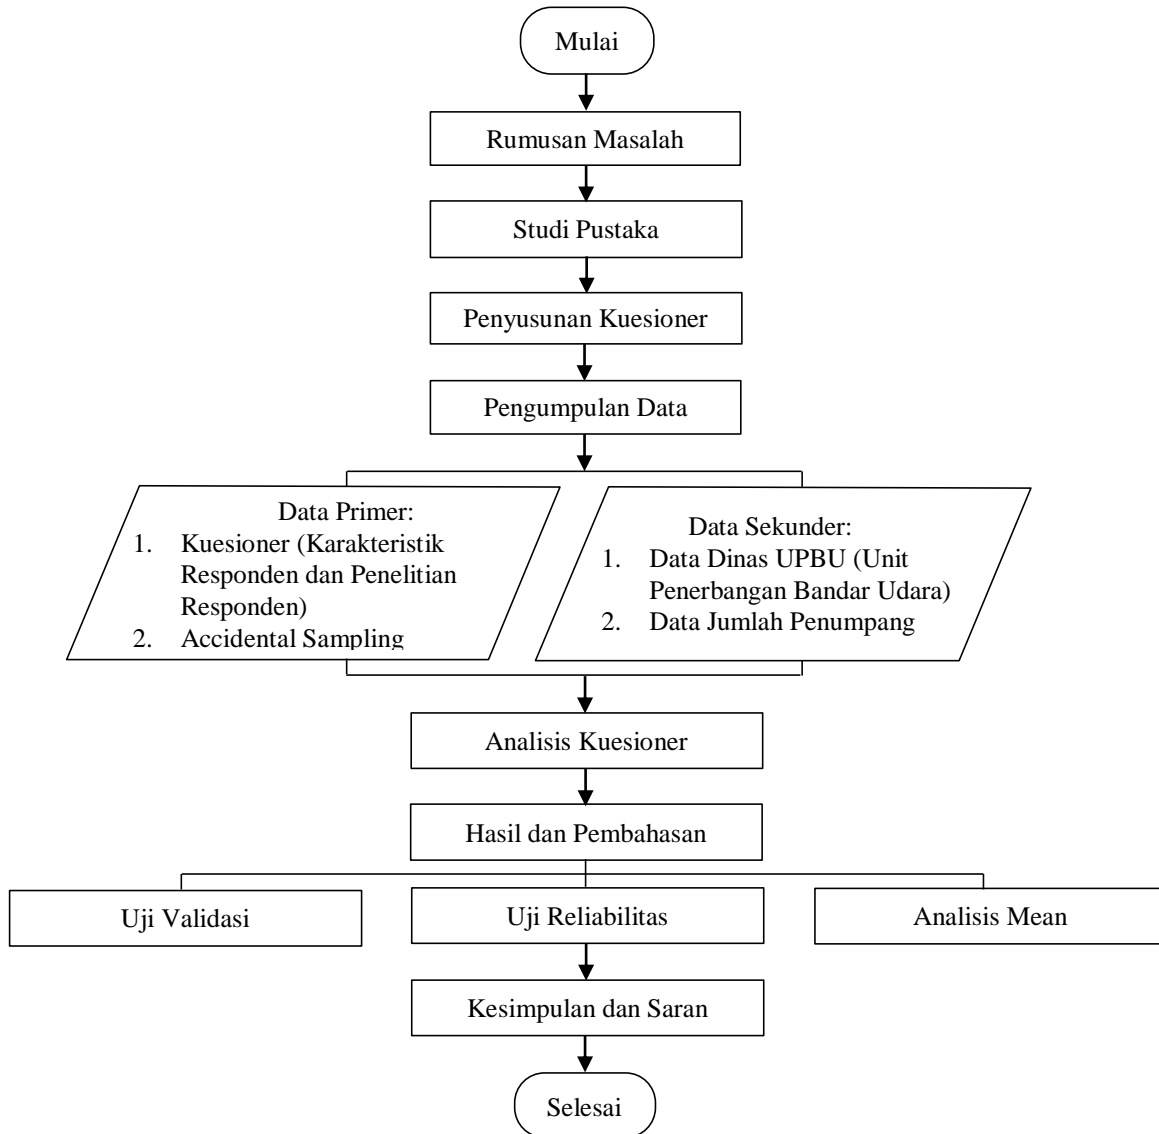 Mulai
Rumusan Masalah
Studi Pustaka
Penyusunan Kuesioner
Pengumpulan Data
Data Primer:
1. Kuesioner (Karakteristik
Responden dan Penelitian
Responden)
2. Accidental Sampling
Data Sekunder:
1. Data Dinas UPBU (Unit
Penerbangan Bandar Udara)
2. Data Jumlah Penumpang
Analisis Kuesioner
Hasil dan Pembahasan
Uji Validasi
Uji Reliabilitas
Analisis Mean
Kesimpulan dan Saran
Selesai